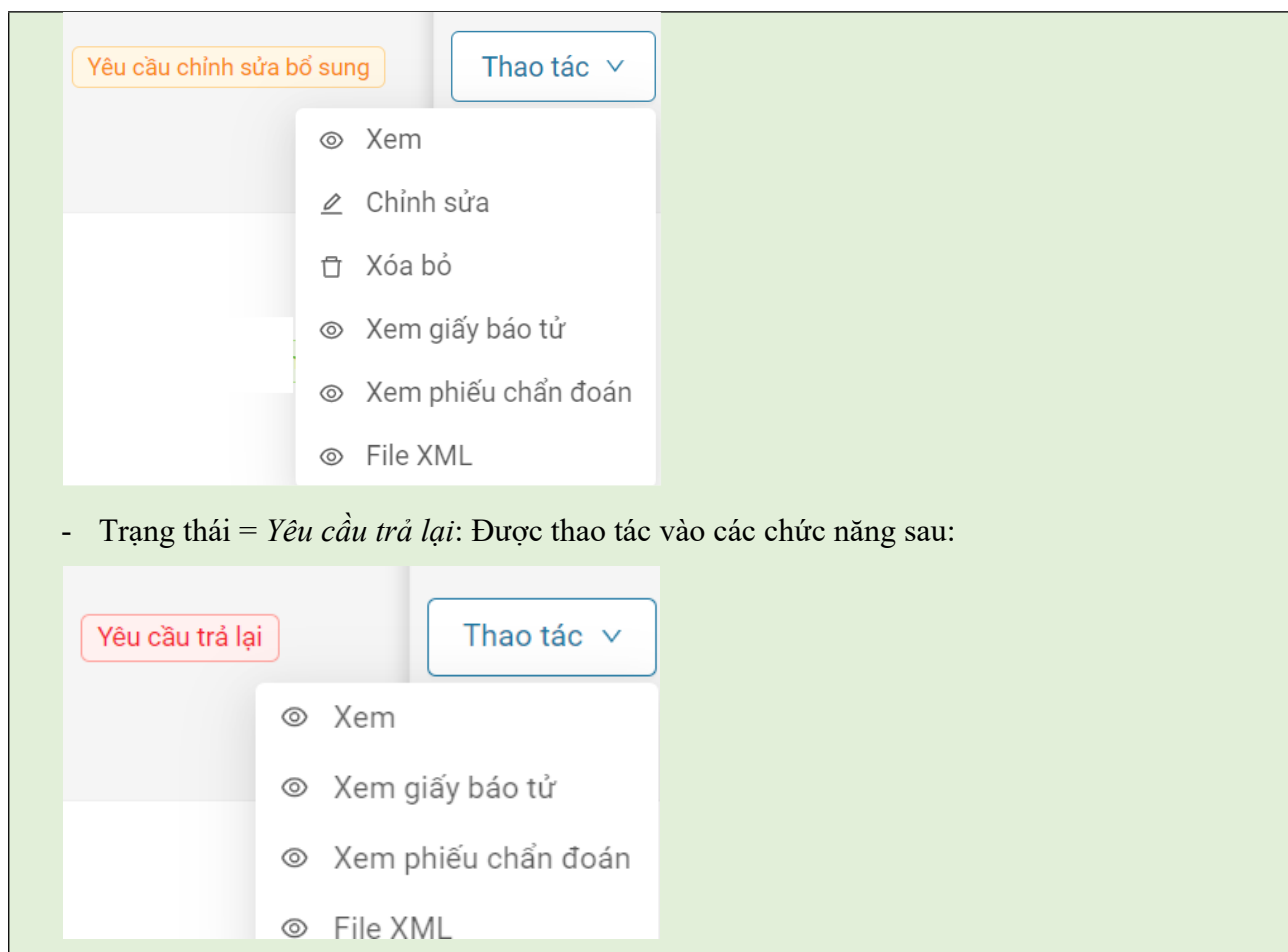 Yêu cầu chỉnh sửa bổ sung
Thao tác
Xem
Chỉnh sửa
Xóa bỏ
Xem giấy báo tử
Xem phiếu chẩn đoán
File XML
- Trạng thái = Yêu cầu trả lại: Được thao tác vào các chức năng sau:
Yêu cầu trả lại
Thao tác
Xem
Xem giấy báo tử
Xem phiếu chẩn đoán
File XML